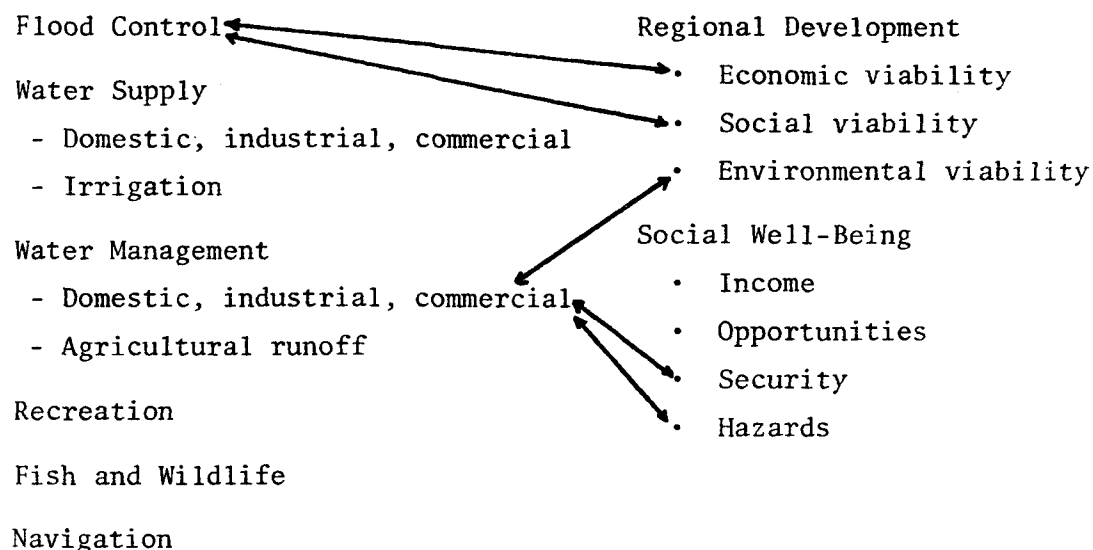 Flood Control
Water Supply
- Domestic, industrial, commercial
- Irrigation
Water Management
- Domestic, industrial, commercial
- Agricultural runoff
Recreation
Fish and Wildlife
Navigation
Regional Development
• Economic viability
• Social viability
• Environmental viability
Social Well-Being
• Income
• Opportunities
• Security
• Hazards